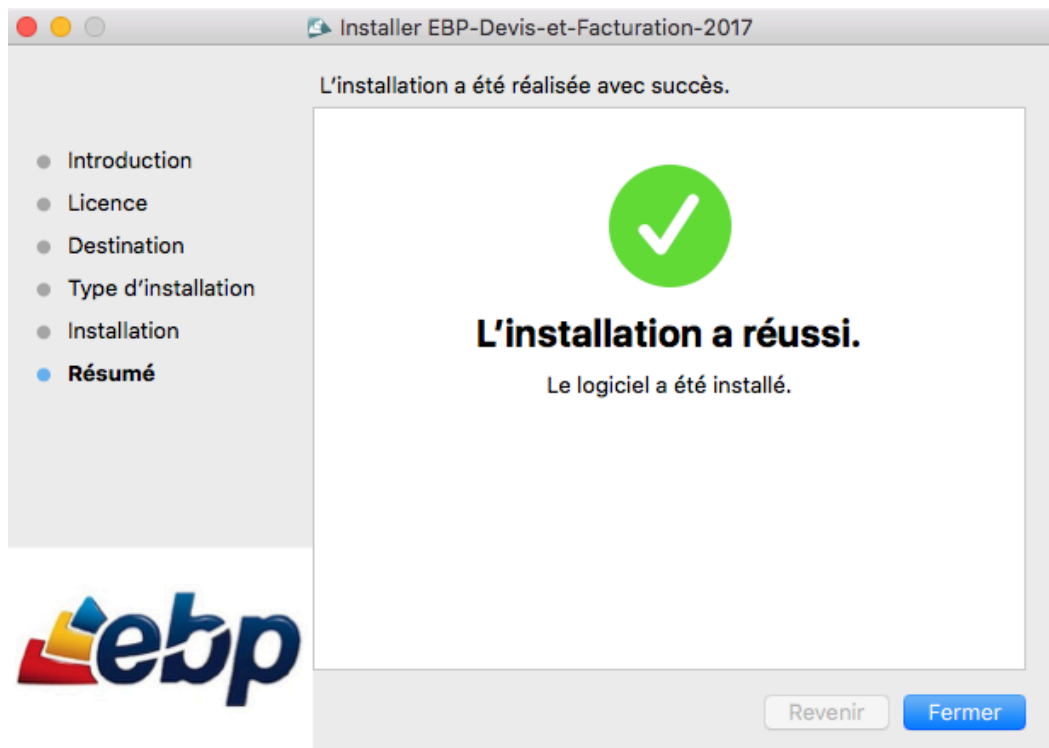 Installer EBP-Devis-et-Facturation-2017
L'installation a été réalisée avec succès.
Introduction
Licence
Destination
Type d'installation
Installation
Résumé
L'installation a réussi.
Le logiciel a été installé.
ebp
Revenir
Fermer